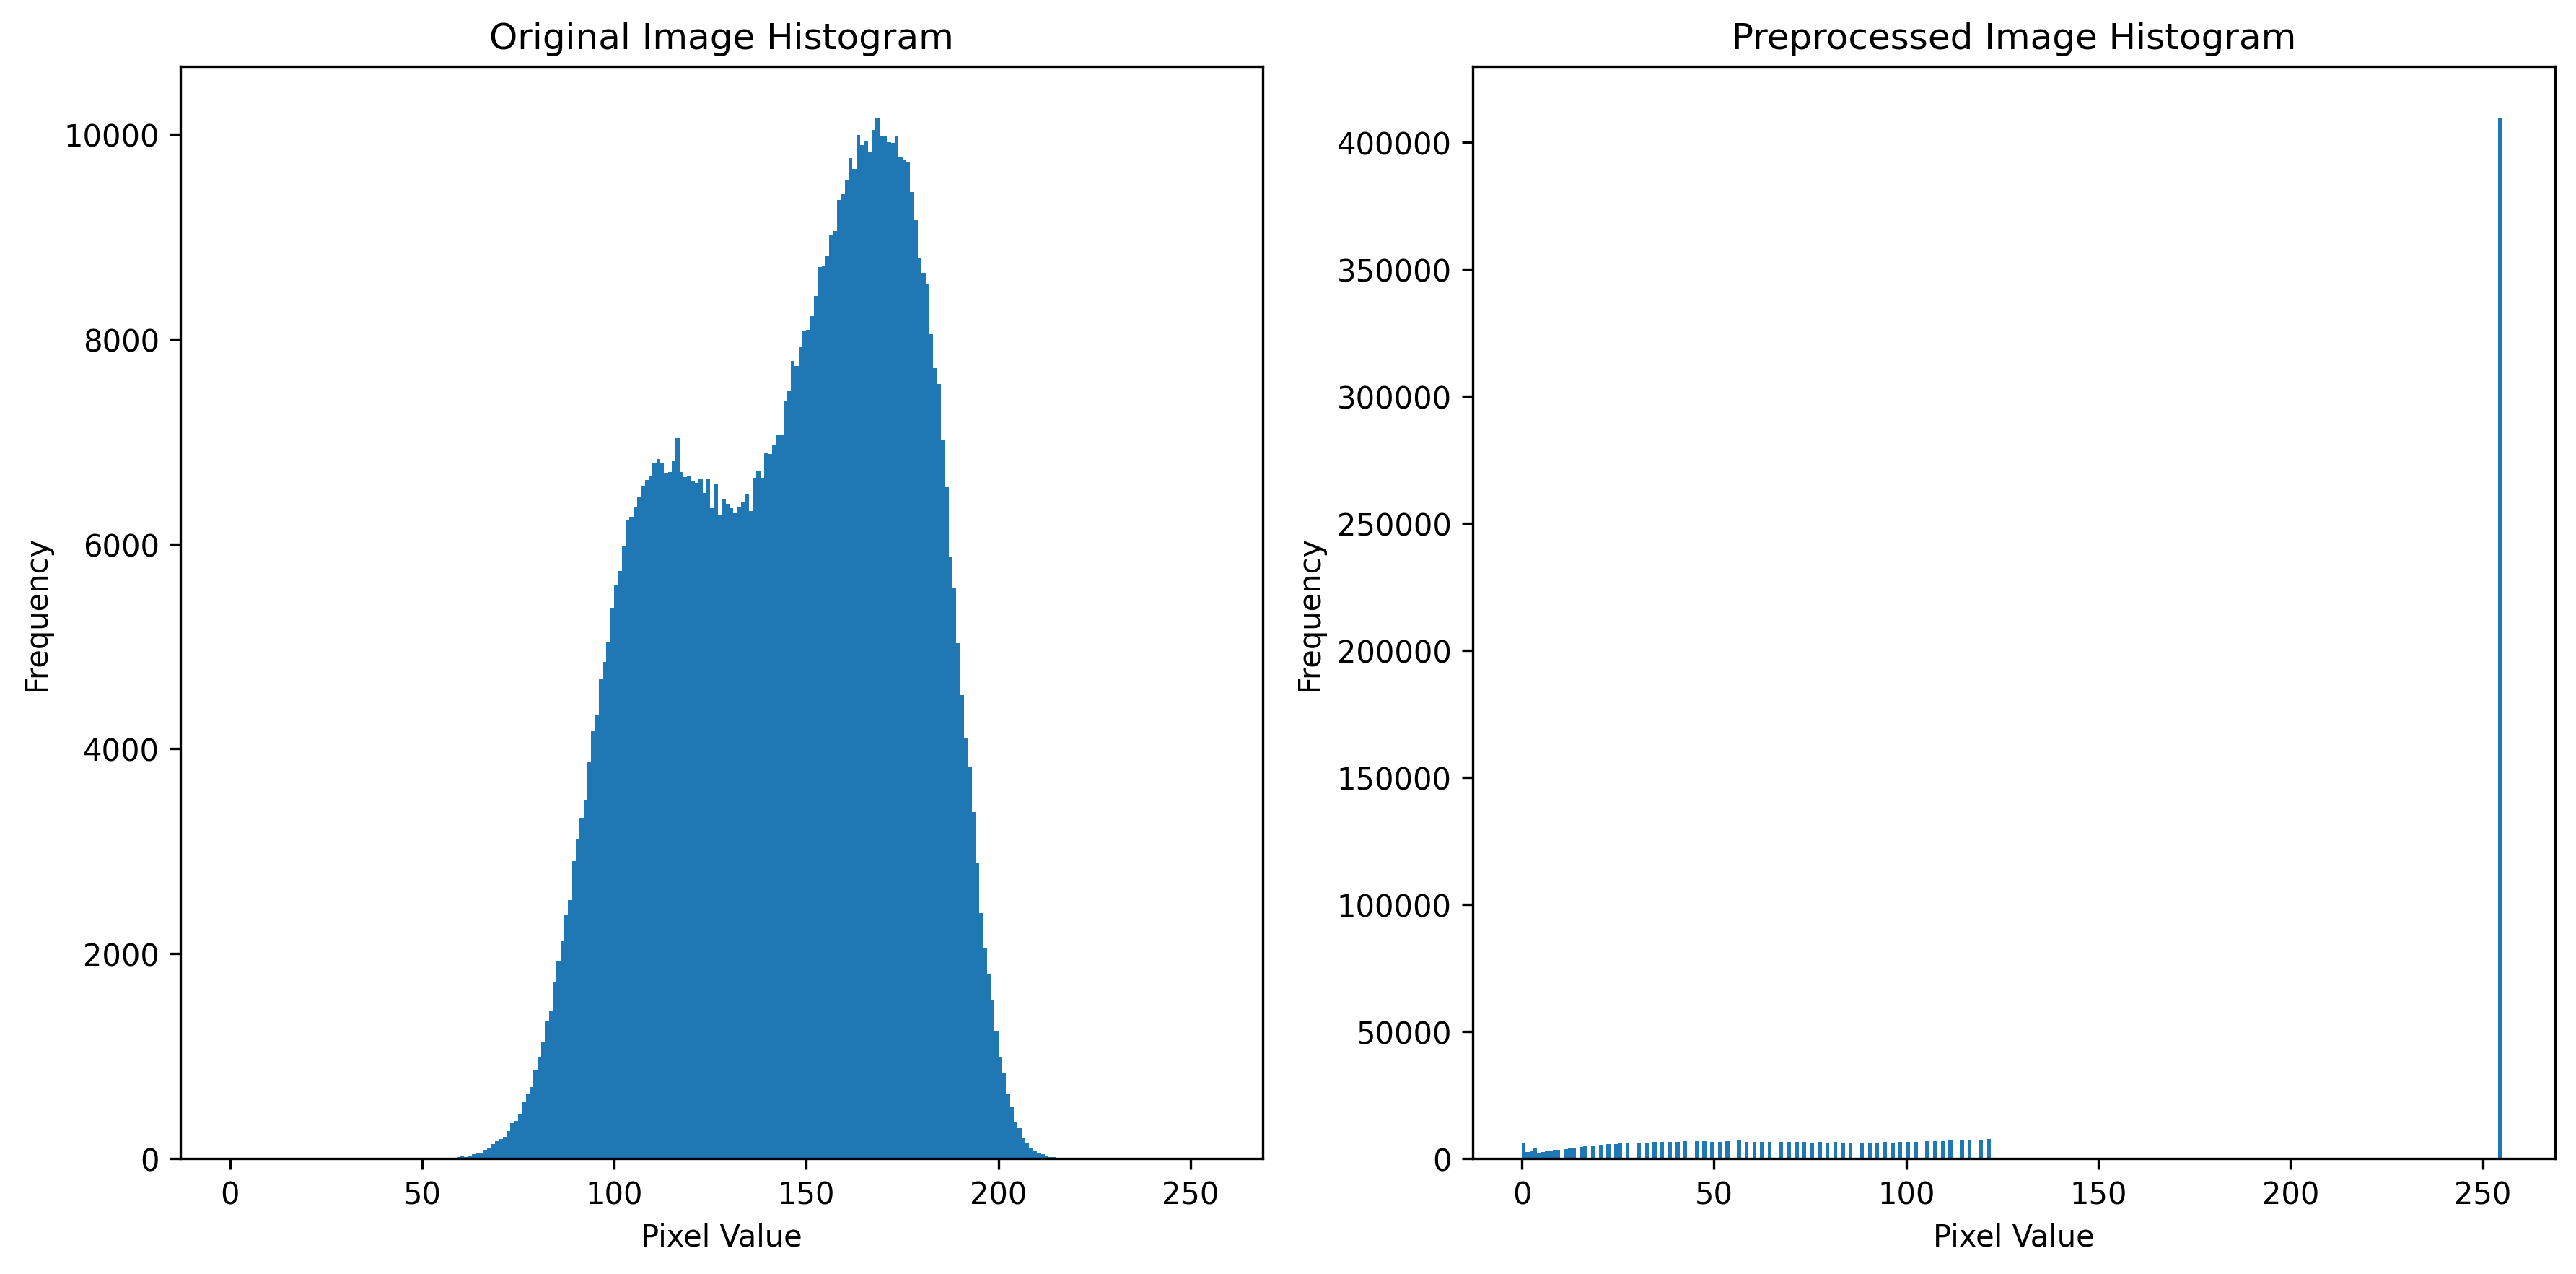 Original Image Histogram
10000
8000
6000
4000
2000
0
Frequency
0 50 100 150 200 250
Pixel Value
Preprocessed Image Histogram
400000
350000
300000
250000
200000
150000
100000
50000
0
Frequency
0 50 100 150 200 250
Pixel Value